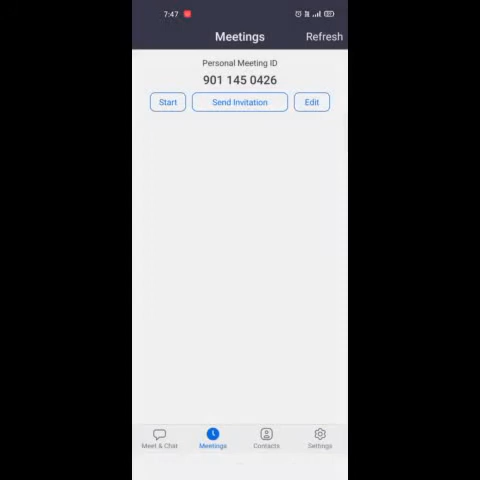 7:47
Meetings Refresh
Personal Meeting ID
901 145 0426
Start Send Invitation Edit
Meet & Chat Meetings Contacts Settings